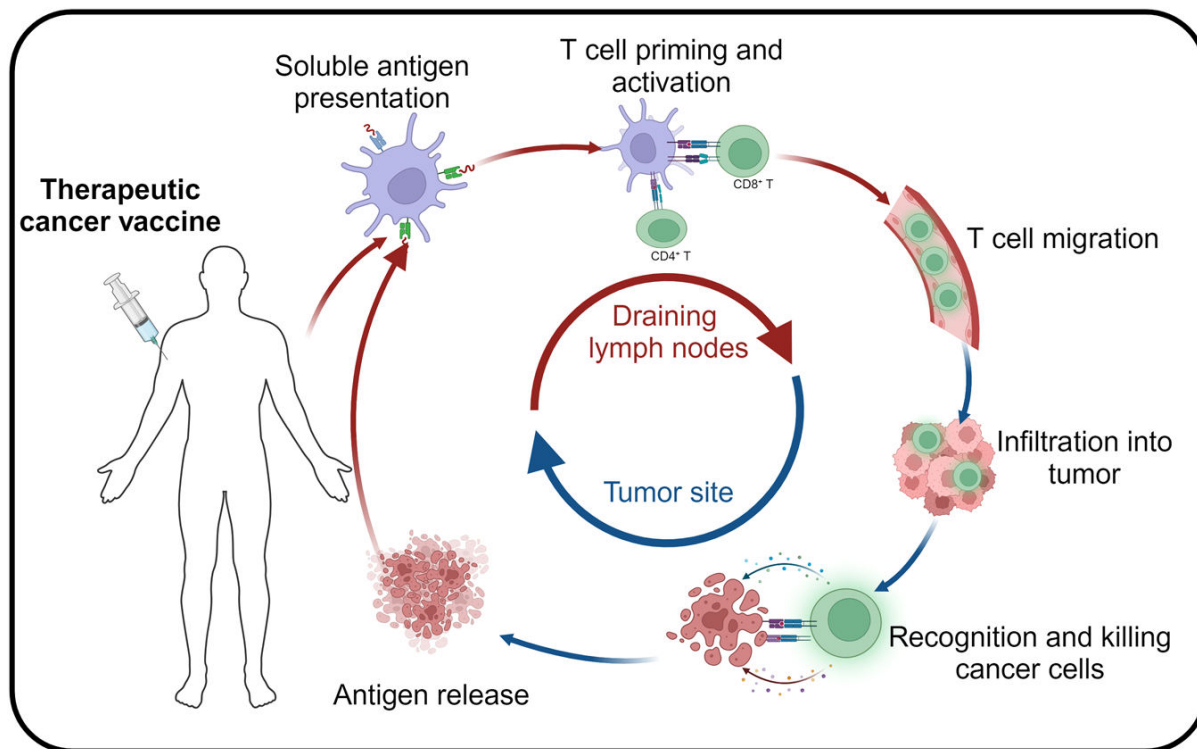 Soluble antigen
presentation
T cell priming and
activation
Therapeutic
cancer vaccine
CD8⁺ T
CD4⁺ T
T cell migration
Draining
lymph nodes
Infiltration into
tumor
Tumor site
Recognition and killing
cancer cells
Antigen release